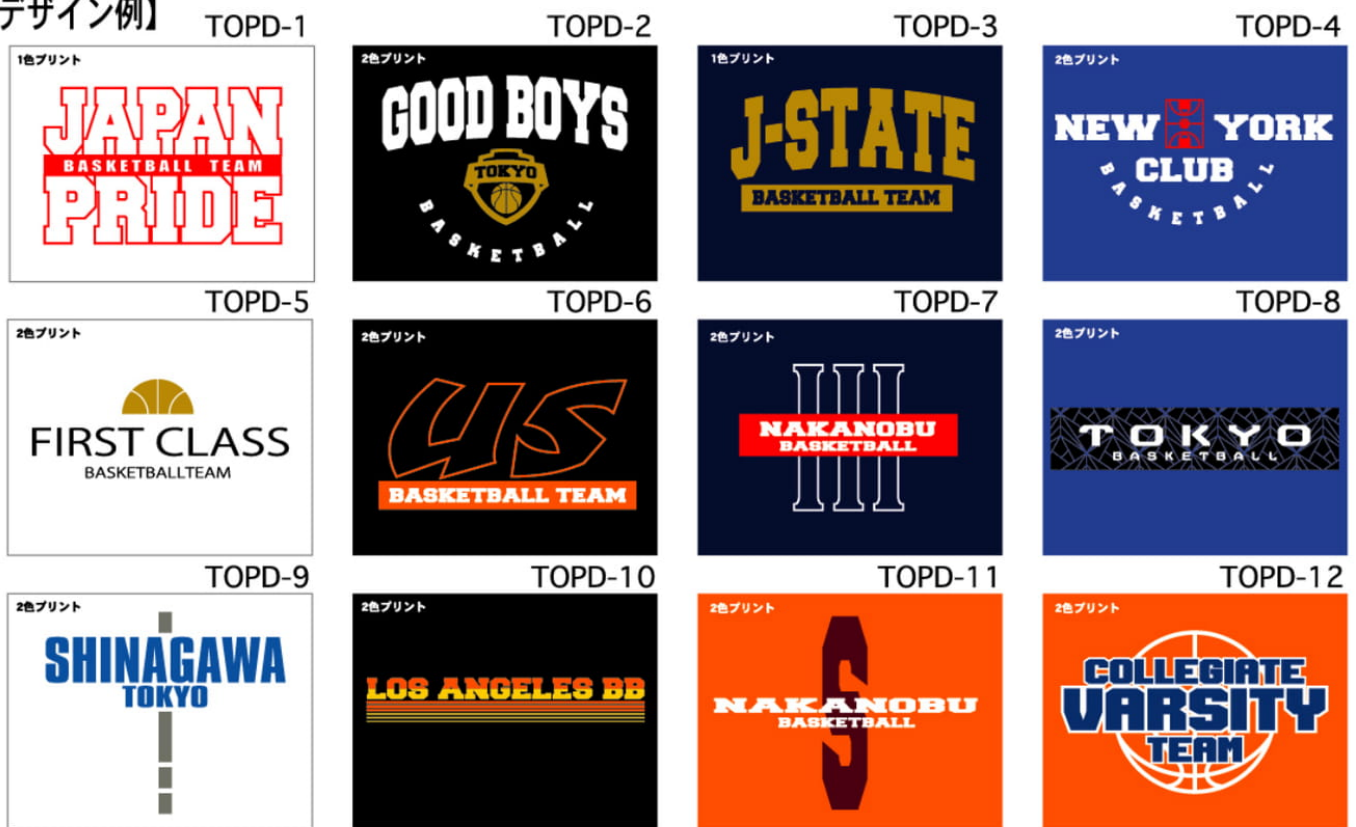 デザイン例】
TOPD-1
1色プリント
JAPAN
BASKETBALL TEAM
PRIDE
TOPD-2
2色プリント
GOOD BOYS
TOKYO
BASKETBALL
TOPD-3
1色プリント
J-STATE
BASKETBALL TEAM
TOPD-4
2色プリント
NEW YORK
CLUB
BASKETBALL
TOPD-5
2色プリント
FIRST CLASS
BASKETBALLTEAM
TOPD-6
2色プリント
US
BASKETBALL TEAM
TOPD-7
2色プリント
III
NAKANOBU
BASKETBALL
TOPD-8
2色プリント
TOKYO
BASKETBALL
TOPD-9
2色プリント
SHINAGAWA
TOKYO
TOPD-10
2色プリント
LOS ANGELES BB
TOPD-11
2色プリント
S
NAKANOBU
BASKETBALL
TOPD-12
2色プリント
COLLEGIATE
VARSITY
TEAM